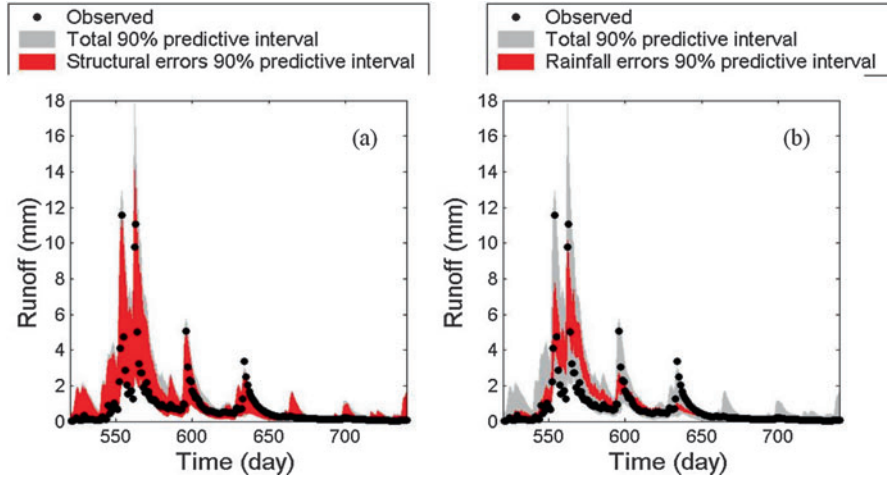 Observed
Total 90% predictive interval
Structural errors 90% predictive interval
Observed
Total 90% predictive interval
Rainfall errors 90% predictive interval
(a)
18
16
14
12
10
8
6
4
2
0
Runoff (mm)
550
600
650
700
Time (day)
(b)
18
16
14
12
10
8
6
4
2
0
Runoff (mm)
550
600
650
700
Time (day)